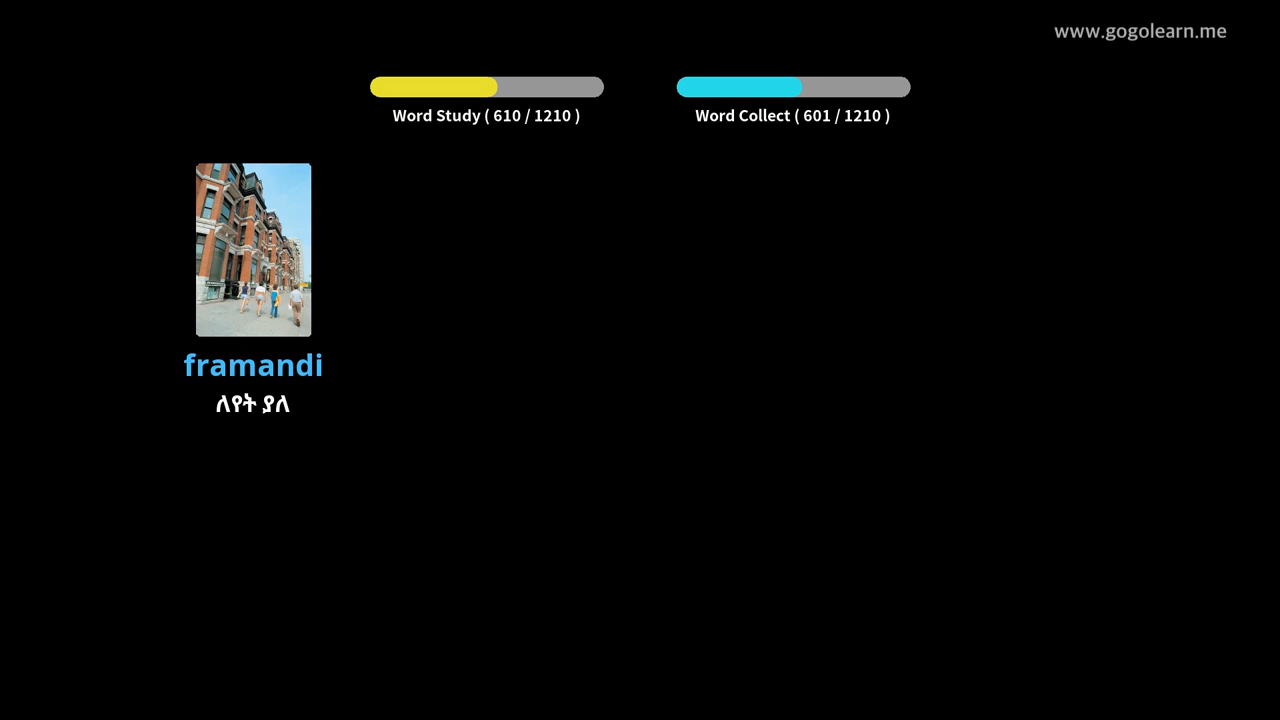 www.gogolearn.me
Word Study ( 610 / 1210 )
Word Collect ( 601 / 1210 )
framandi
ለየት ያለ